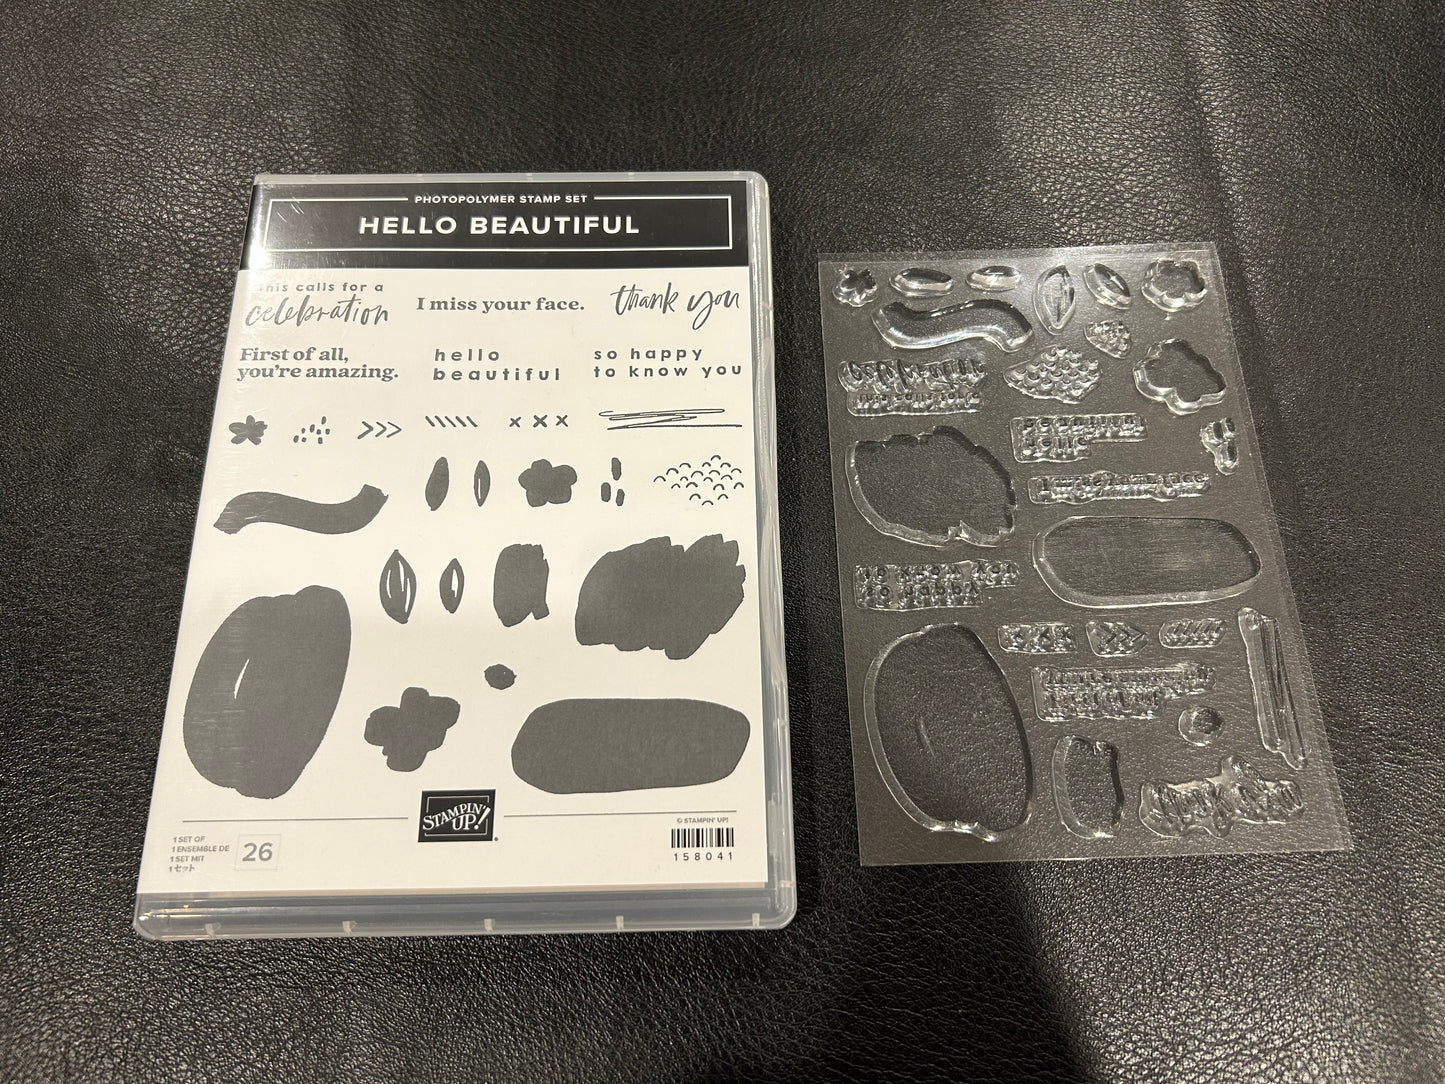 PHOTOPOLYMER STAMP SET
HELLO BEAUTIFUL
this calls for a
celebration
I miss your face.
thank you
First of all,
you're amazing.
hello
beautiful
so happy
to know you
STAMPIN' UP!
1 SET OF
1 ENSEMBLE DE
1 SET MIT
1 セット
26
© STAMPIN' UP!
158041